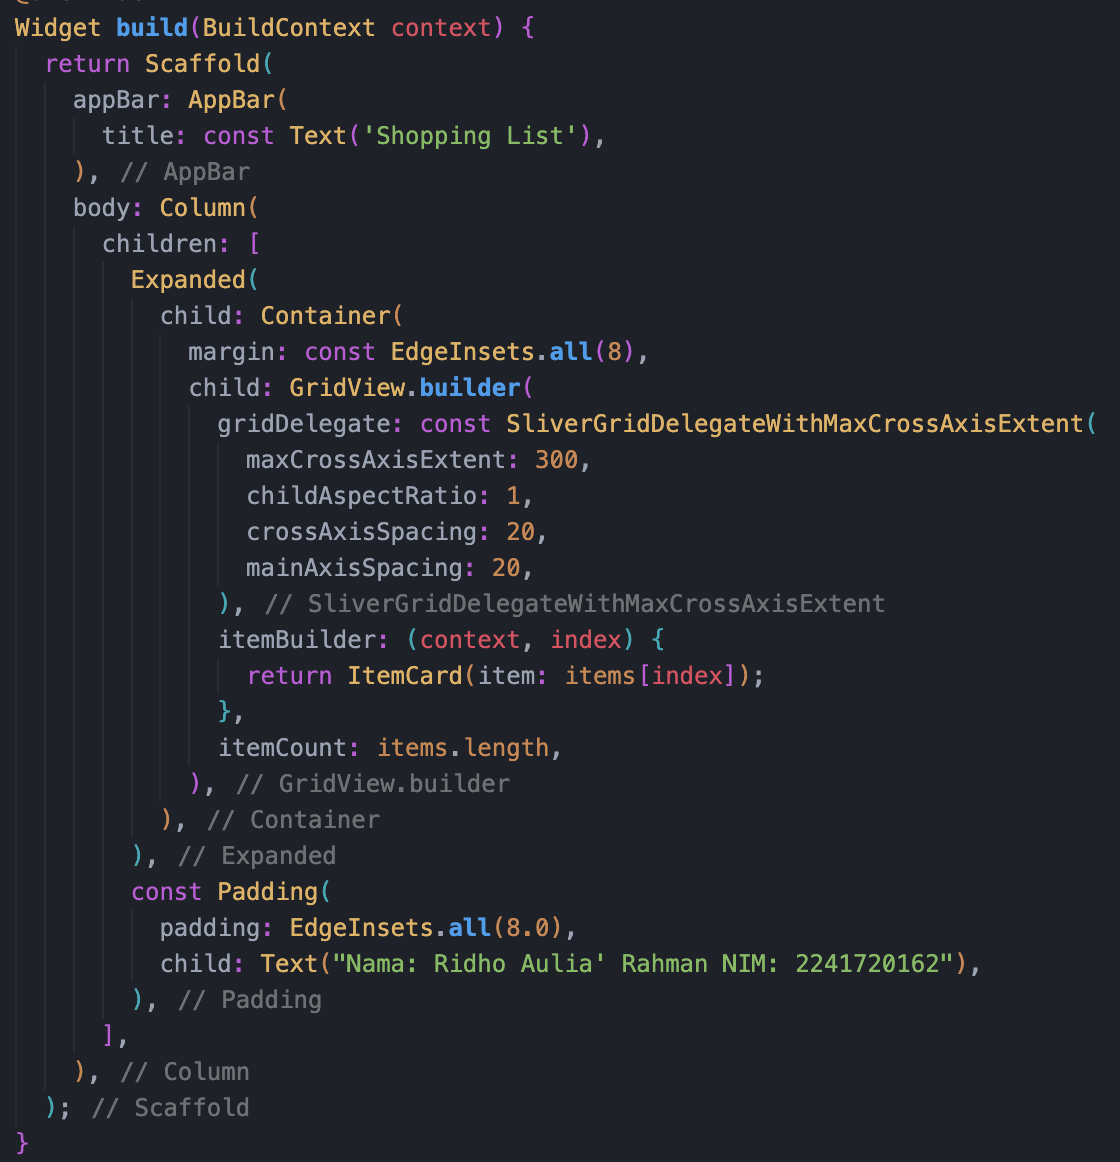 Widget build(BuildContext context) {
  return Scaffold(
    appBar: AppBar(
      title: const Text('Shopping List'),
    ), // AppBar
    body: Column(
      children: [
        Expanded(
          child: Container(
            margin: const EdgeInsets.all(8),
            child: GridView.builder(
              gridDelegate: const SliverGridDelegateWithMaxCrossAxisExtent(
                maxCrossAxisExtent: 300,
                childAspectRatio: 1,
                crossAxisSpacing: 20,
                mainAxisSpacing: 20,
              ), // SliverGridDelegateWithMaxCrossAxisExtent
              itemBuilder: (context, index) {
                return ItemCard(item: items[index]);
              },
              itemCount: items.length,
            ), // GridView.builder
          ), // Container
        ), // Expanded
        const Padding(
          padding: EdgeInsets.all(8.0),
          child: Text("Nama: Ridho Aulia' Rahman NIM: 2241720162"),
        ), // Padding
      ],
    ), // Column
  ); // Scaffold
}